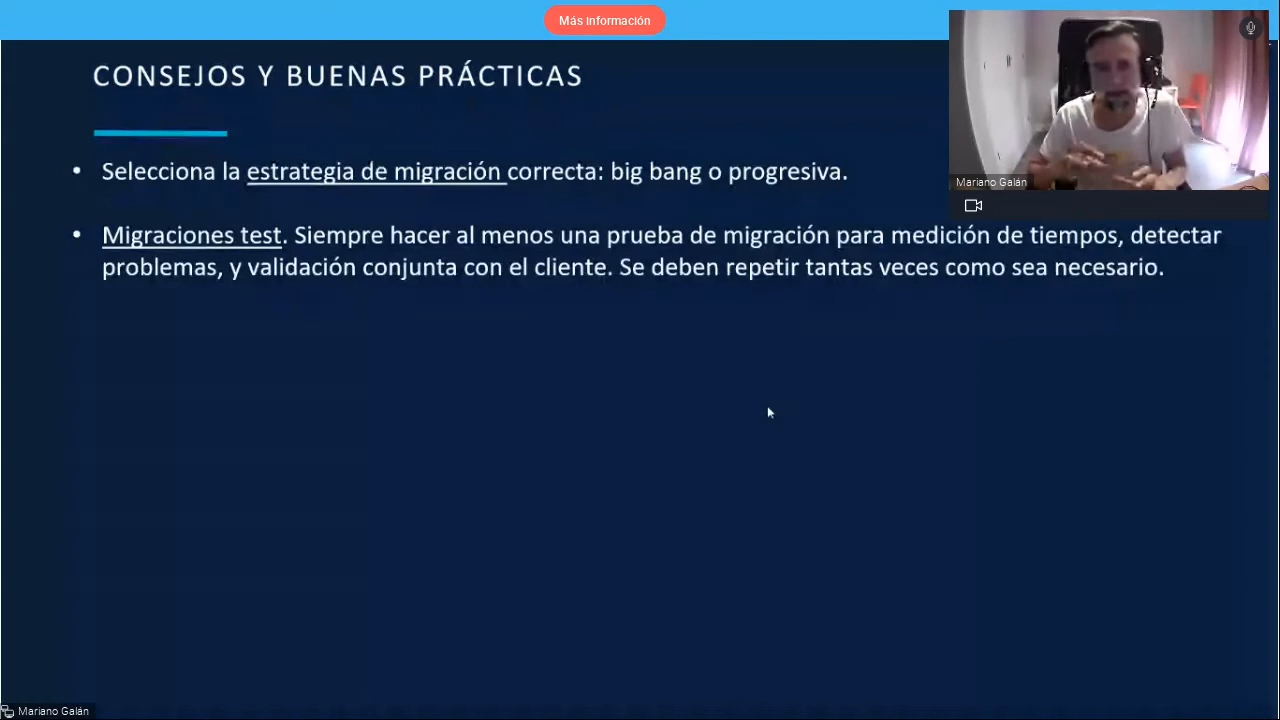 Más información
CONSEJOS Y BUENAS PRÁCTICAS
• Selecciona la estrategia de migración correcta: big bang o progresiva.
Mariano Galán
• Migraciones test. Siempre hacer al menos una prueba de migración para medición de tiempos, detectar
problemas, y validación conjunta con el cliente. Se deben repetir tantas veces como sea necesario.
Mariano Galán